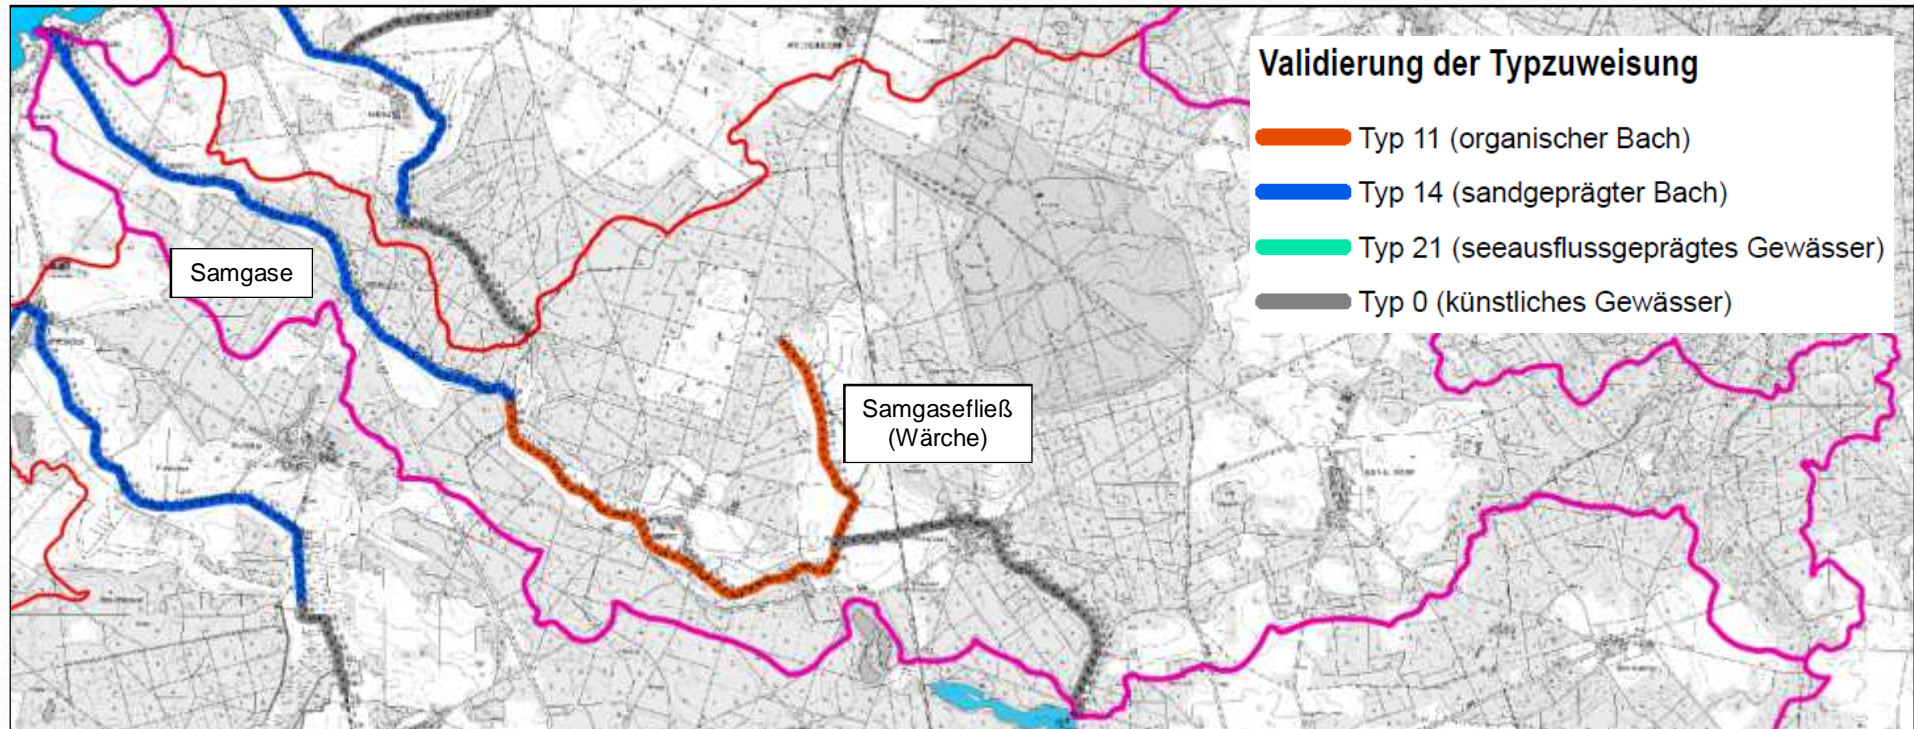 Validierung der Typzuweisung
Typ 11 (organischer Bach)
Typ 14 (sandgeprägter Bach)
Typ 21 (seeausflussgeprägtes Gewässer)
Typ 0 (künstliches Gewässer)
Samgase
Samgasefließ
(Wärche)